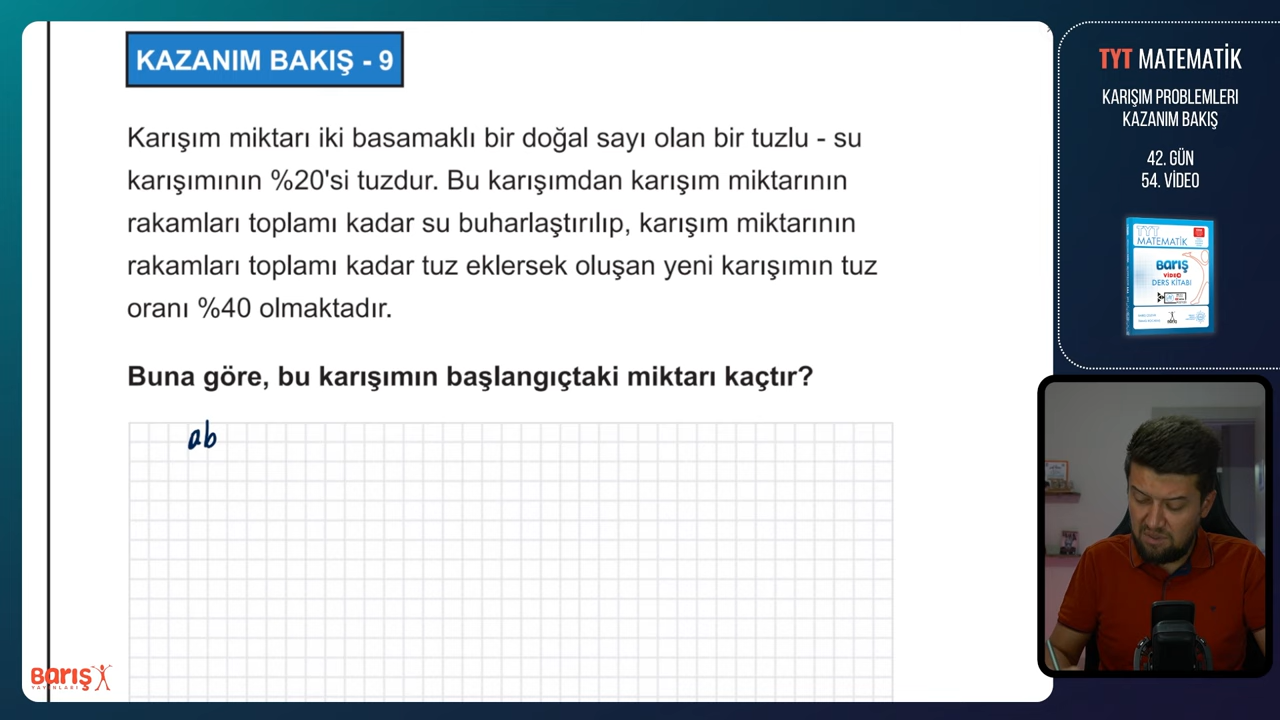 KAZANIM BAKIŞ - 9
Karışım miktarı iki basamaklı bir doğal sayı olan bir tuzlu - su
karışımının %20'si tuzdur. Bu karışımdan karışım miktarının
rakamları toplamı kadar su buharlaştırılıp, karışım miktarının
rakamları toplamı kadar tuz eklersek oluşan yeni karışımın tuz
oranı %40 olmaktadır.
Buna göre, bu karışımın başlangıçtaki miktarı kaçtır?
ab
Barış
YAYINLARI
TYT MATEMATİK
KARIŞIM PROBLEMLERI
KAZANIM BAKIŞ
42. GÜN
54. VİDEO
TYT
MATEMATİK
Barış
VİDEO
DERS KİTABI